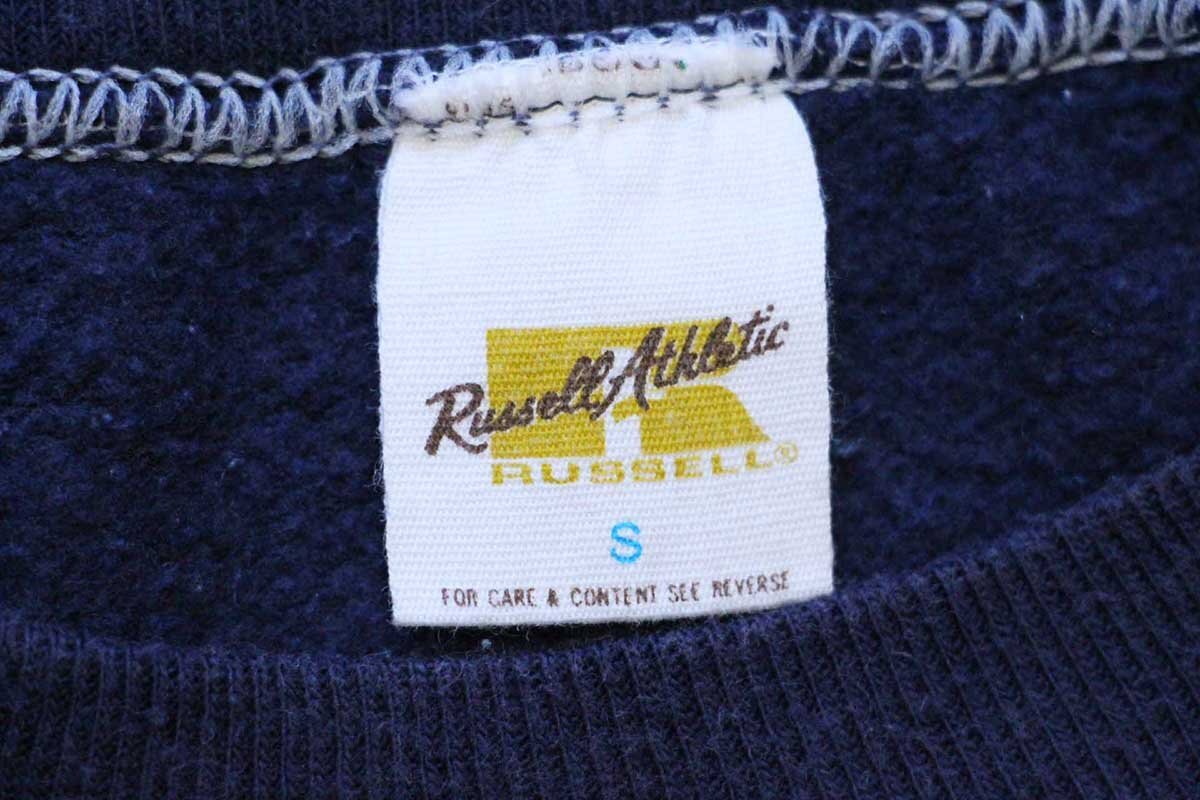 Russell Athletic
RUSSELL®
S
FOR CARE & CONTENT SEE REVERSE